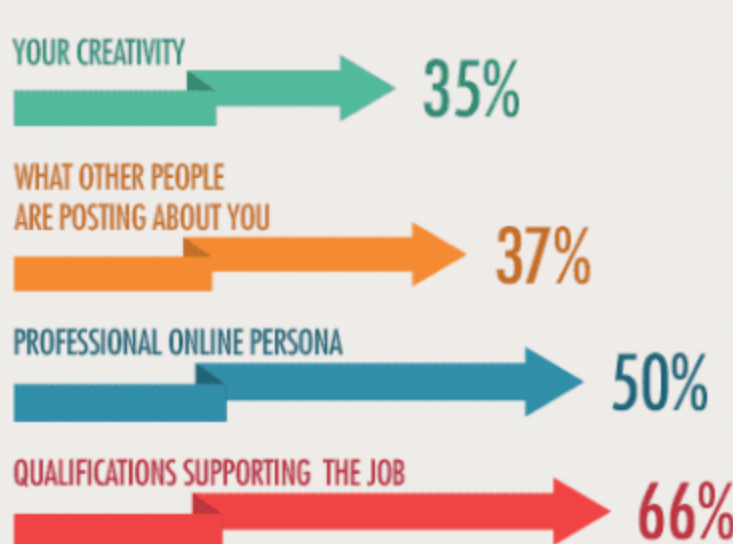 YOUR CREATIVITY
35%
WHAT OTHER PEOPLE
ARE POSTING ABOUT YOU
37%
PROFESSIONAL ONLINE PERSONA
50%
QUALIFICATIONS SUPPORTING THE JOB
66%